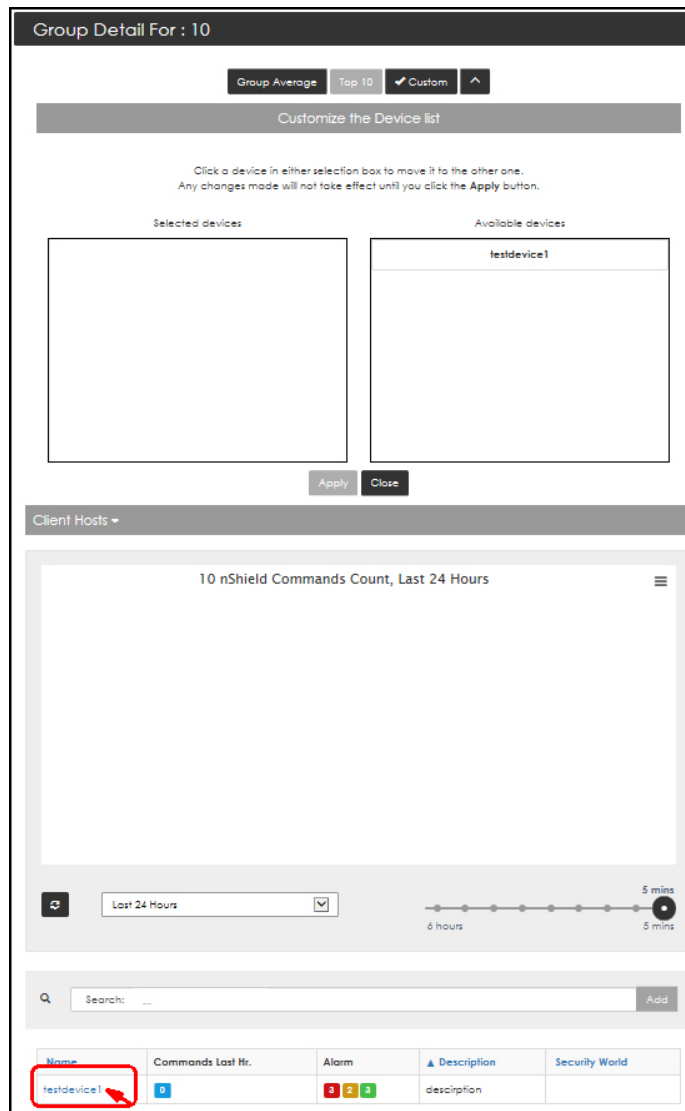 Group Detail For : 10
Group Average Top 10 ✔ Custom ^
Customize the Device list
Click a device in either selection box to move it to the other one.
Any changes made will not take effect until you click the Apply button.
Selected devices Available devices
testdevice1
Apply Close
Client Hosts
10 nShield Commands Count, Last 24 Hours
5 mins
Last 24 Hours
6 hours 5 mins
Search: ... Add
Name Commands Last Hr. Alarm ▲ Description Security World
testdevice1 0 3 2 3 descirption